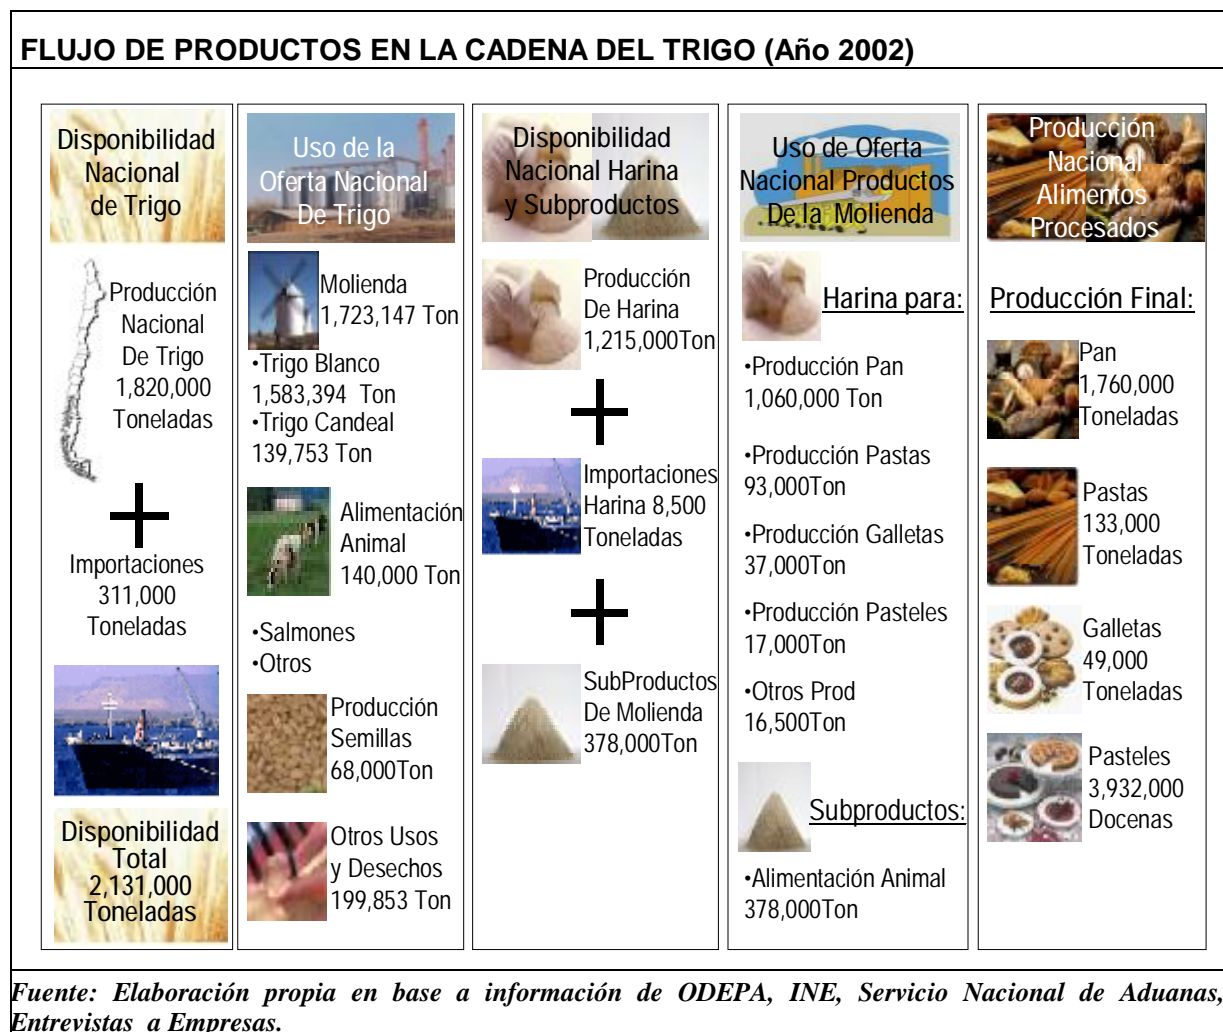 FLUJO DE PRODUCTOS EN LA CADENA DEL TRIGO (Año 2002)
Disponibilidad
Nacional
de Trigo
Producción
Nacional
De Trigo
1,820,000
Toneladas
Importaciones
311,000
Toneladas
Disponibilidad
Total
2,131,000
Toneladas
Uso de la
Oferta Nacional
De Trigo
Molienda
1,723,147 Ton
•Trigo Blanco
1,583,394 Ton
•Trigo Candeal
139,753 Ton
Alimentación
Animal
140,000 Ton
•Salmones
•Otros
Producción
Semillas
68,000Ton
Otros Usos
y Desechos
199,853 Ton
Disponibilidad
Nacional Harina
y Subproductos
Producción
De Harina
1,215,000Ton
Importaciones
Harina 8,500
Toneladas
SubProductos
De Molienda
378,000Ton
Uso de Oferta
Nacional Productos
De la Molienda
Harina para:
•Producción Pan
1,060,000 Ton
•Producción Pastas
93,000Ton
•Producción Galletas
37,000Ton
•Producción Pasteles
17,000Ton
•Otros Prod
16,500Ton
Subproductos:
•Alimentación Animal
378,000Ton
Producción
Nacional
Alimentos
Procesados
Producción Final:
Pan
1,760,000
Toneladas
Pastas
133,000
Toneladas
Galletas
49,000
Toneladas
Pasteles
3,932,000
Docenas
Fuente: Elaboración propia en base a información de ODEPA, INE, Servicio Nacional de Aduanas,
Entrevistas a Empresas.